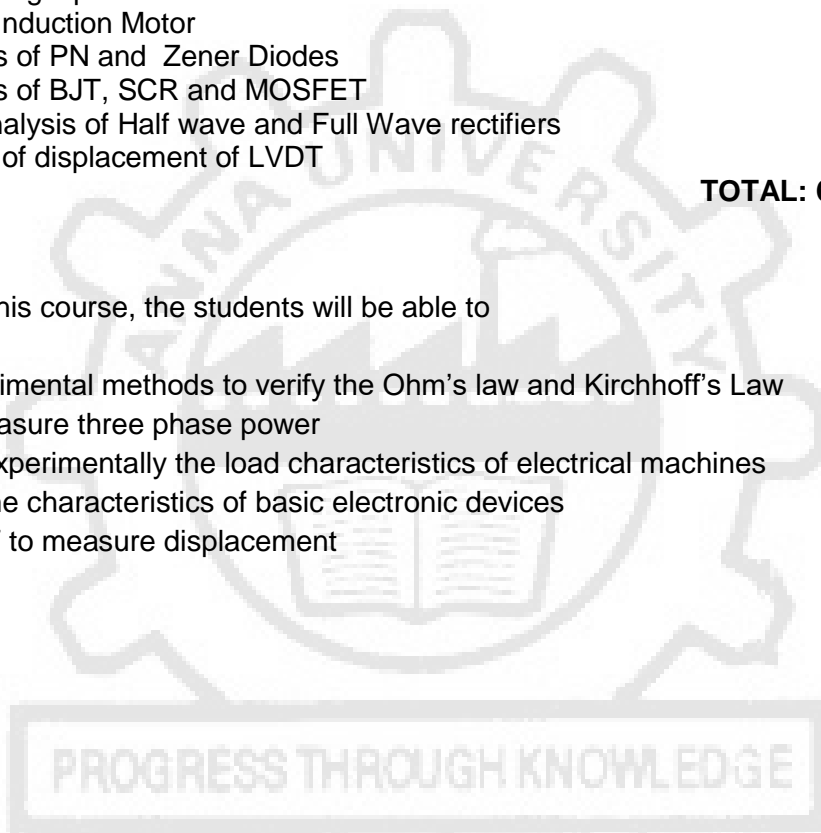 nduction Motor
s of PN and Zener Diodes
s of BJT, SCR and MOSFET
nalysis of Half wave and Full Wave rectifiers
of displacement of LVDT
TOTAL:
his course, the students will be able to
imental methods to verify the Ohm's law and Kirchhoff's Law
asure three phase power
xperimentally the load characteristics of electrical machines
he characteristics of basic electronic devices
to measure displacement
ANNA UNIVERSITY
PROGRESS THROUGH KNOWLEDGE